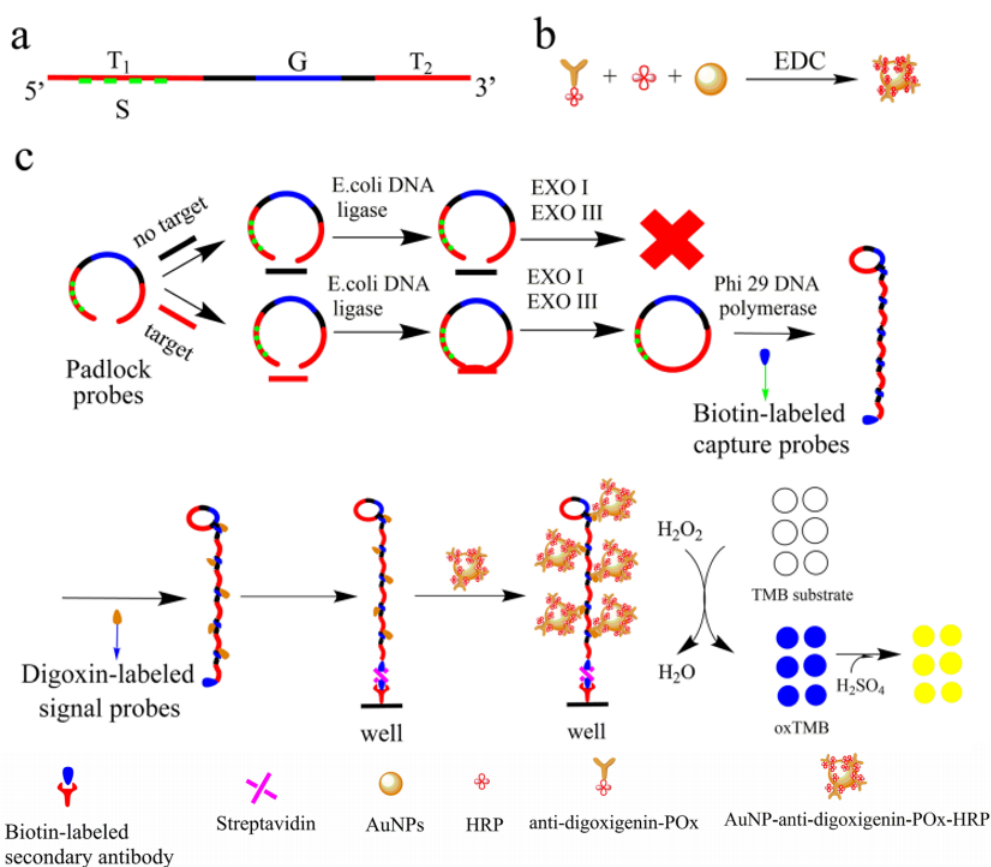 a
T₁
G
T₂
5’
3’
S
b
+
+
EDC
c
no target
target
Padlock
probes
E.coli DNA
ligase
EXO I
EXO III
E.coli DNA
ligase
EXO I
EXO III
Phi 29 DNA
polymerase
Biotin-labeled
capture probes
Digoxin-labeled
signal probes
well
well
H₂O₂
H₂O
TMB substrate
oxTMB
H₂SO₄
Biotin-labeled
secondary antibody
Streptavidin
AuNPs
HRP
anti-digoxigenin-POx
AuNP-anti-digoxigenin-POx-HRP